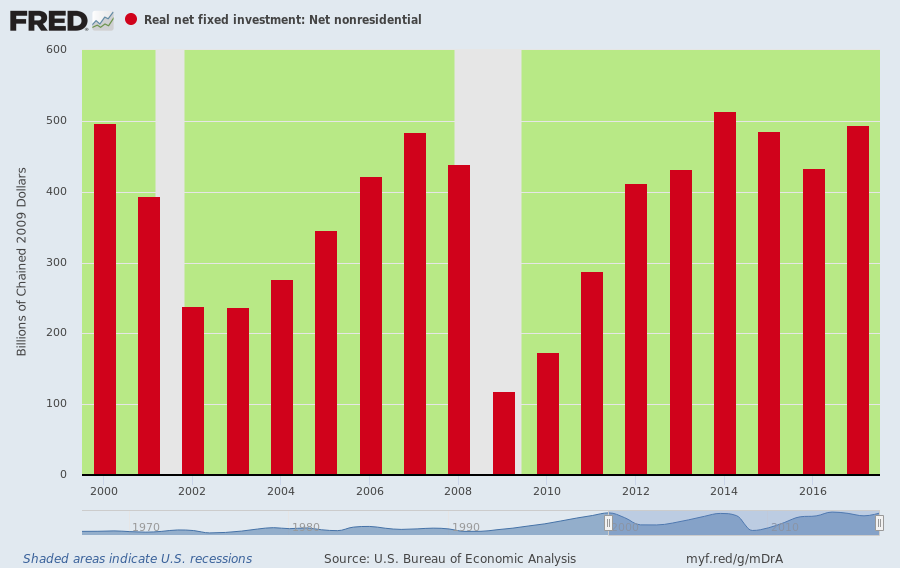 FRED Real net fixed investment: Net nonresidential
600
500
400
300
200
100
0
Billions of Chained 2009 Dollars
2000 2002 2004 2006 2008 2010 2012 2014 2016
1970 1980 1990 2000 2010
Shaded areas indicate U.S. recessions Source: U.S. Bureau of Economic Analysis myf.red/g/mDrA